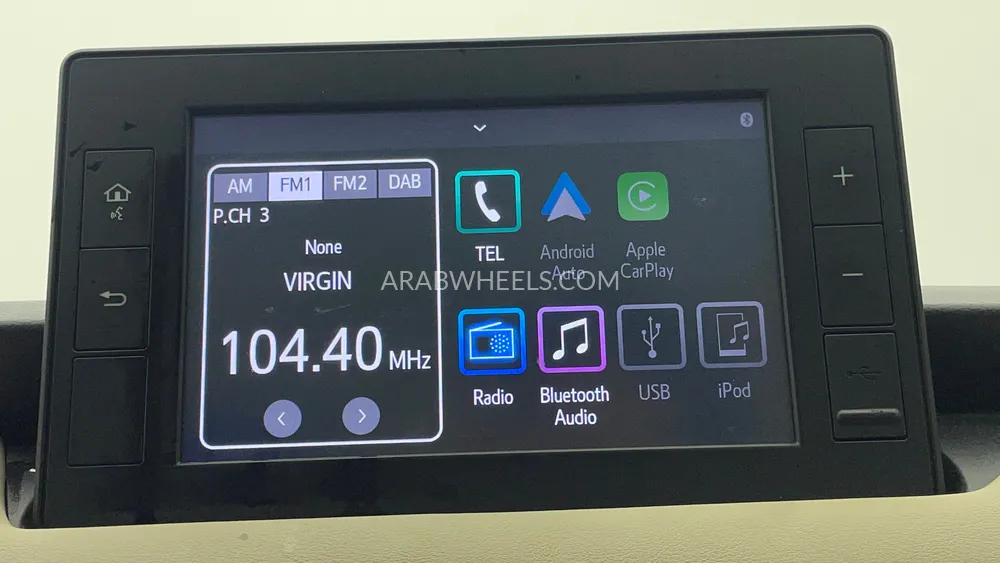 AM FM1 FM2 DAB
P.CH 3
None
VIRGIN
104.40 MHz
TEL
Android
Auto
Apple
CarPlay
Radio
Bluetooth
Audio
USB
iPod
ARABWHEELS.COM